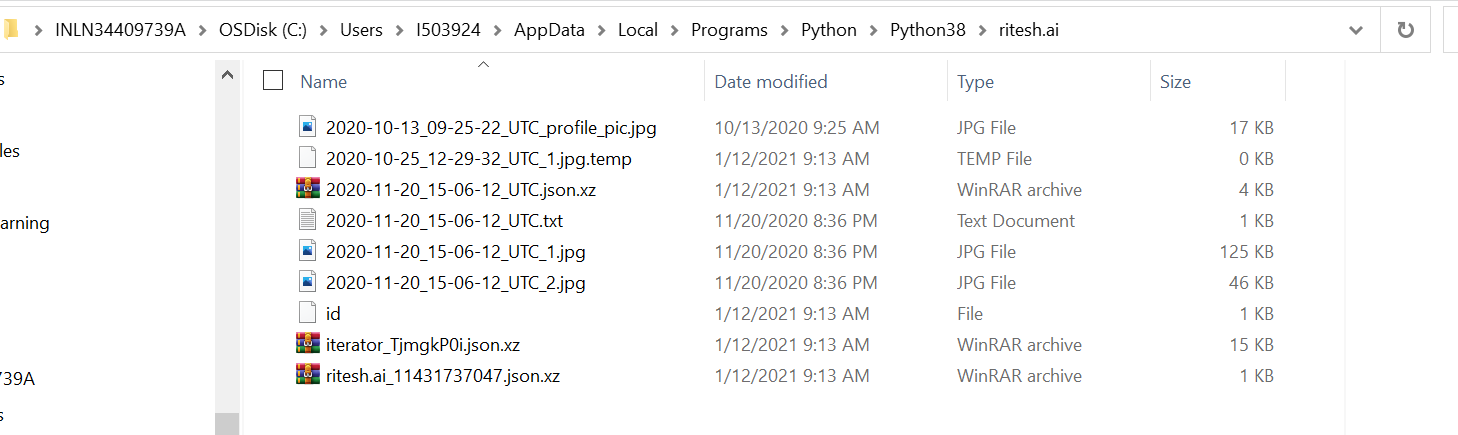 INLN34409739A > OSDisk (C:) > Users > I503924 > AppData > Local > Programs > Python > Python38 > ritesh.ai
Name Date modified Type Size
2020-10-13_09-25-22_UTC_profile_pic.jpg 10/13/2020 9:25 AM JPG File 17 KB
2020-10-25_12-29-32_UTC_1.jpg.temp 1/12/2021 9:13 AM TEMP File 0 KB
les
2020-11-20_15-06-12_UTC.json.xz 1/12/2021 9:13 AM WinRAR archive 4 KB
2020-11-20_15-06-12_UTC.txt 11/20/2020 8:36 PM Text Document 1 KB
arning
2020-11-20_15-06-12_UTC_1.jpg 11/20/2020 8:36 PM JPG File 125 KB
2020-11-20_15-06-12_UTC_2.jpg 11/20/2020 8:36 PM JPG File 46 KB
id 1/12/2021 9:13 AM File 1 KB
iterator_TjmgkP0i.json.xz 1/12/2021 9:13 AM WinRAR archive 15 KB
739A
ritesh.ai_11431737047.json.xz 1/12/2021 9:13 AM WinRAR archive 1 KB